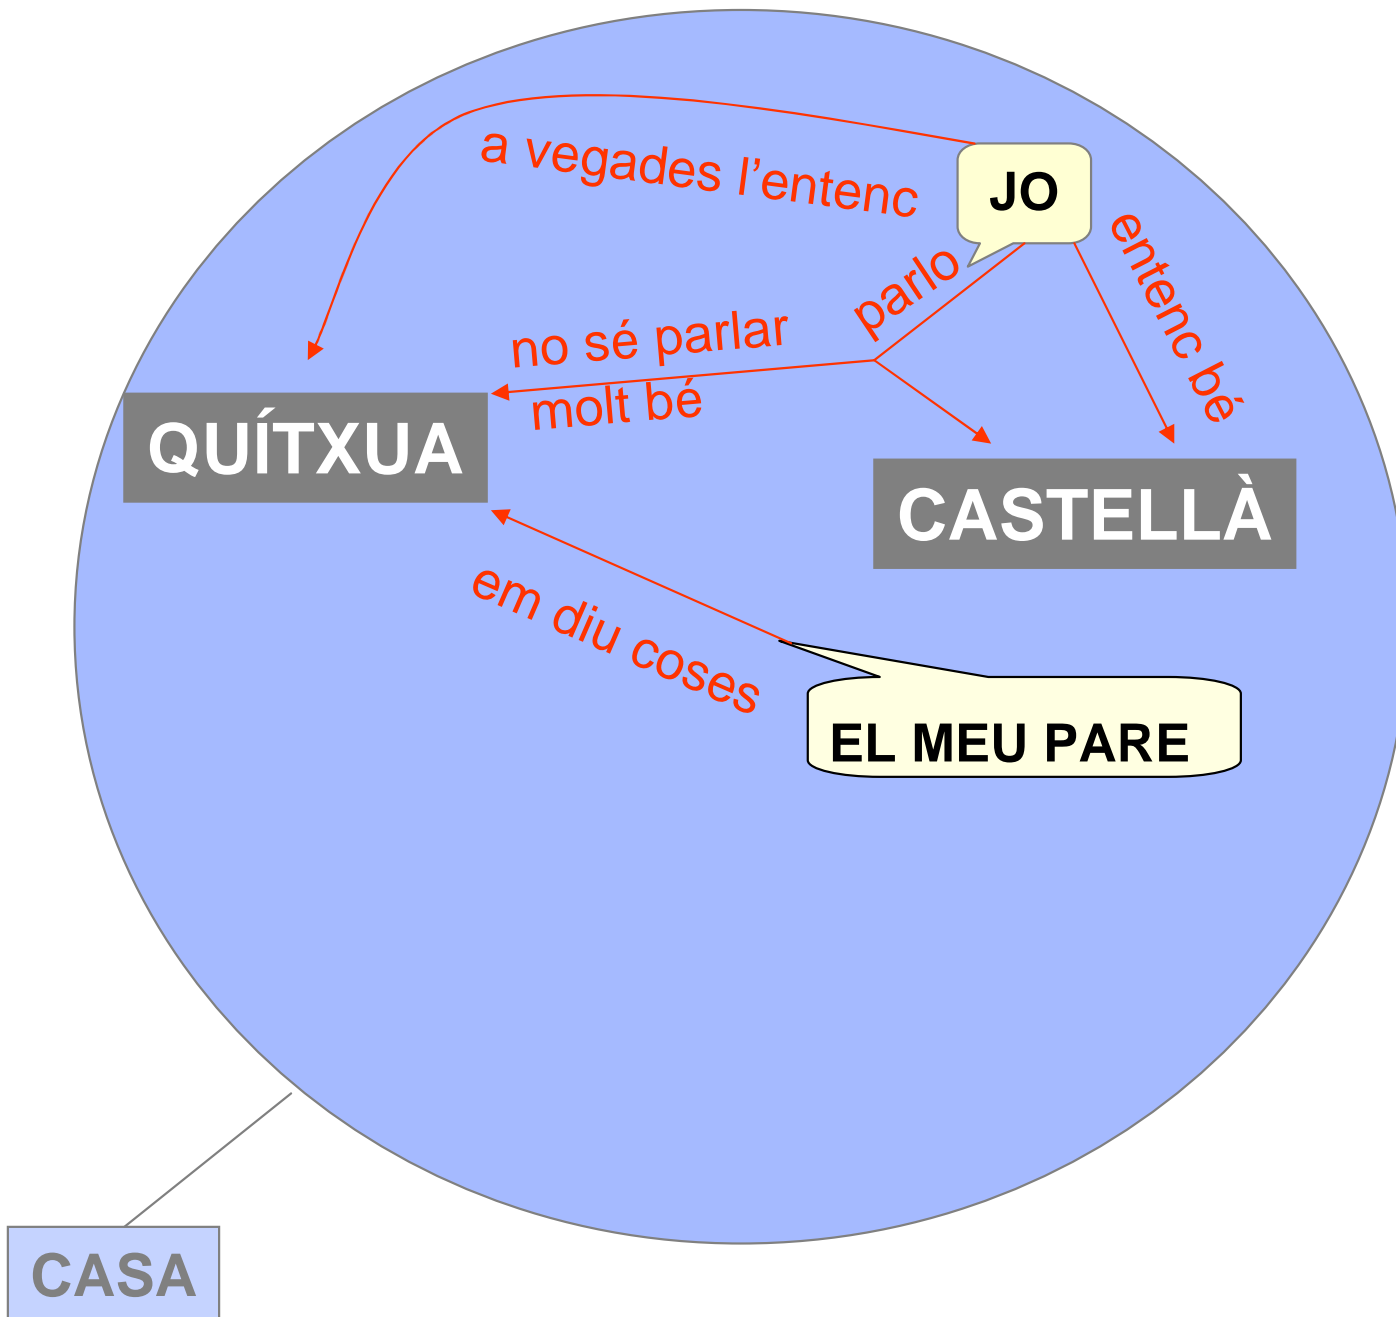 a vegades l’entenc
JO
entenc bé
parlo
no sé parlar
molt bé
QUÍTXUA
CASTELLÀ
em diu coses
EL MEU PARE
CASA